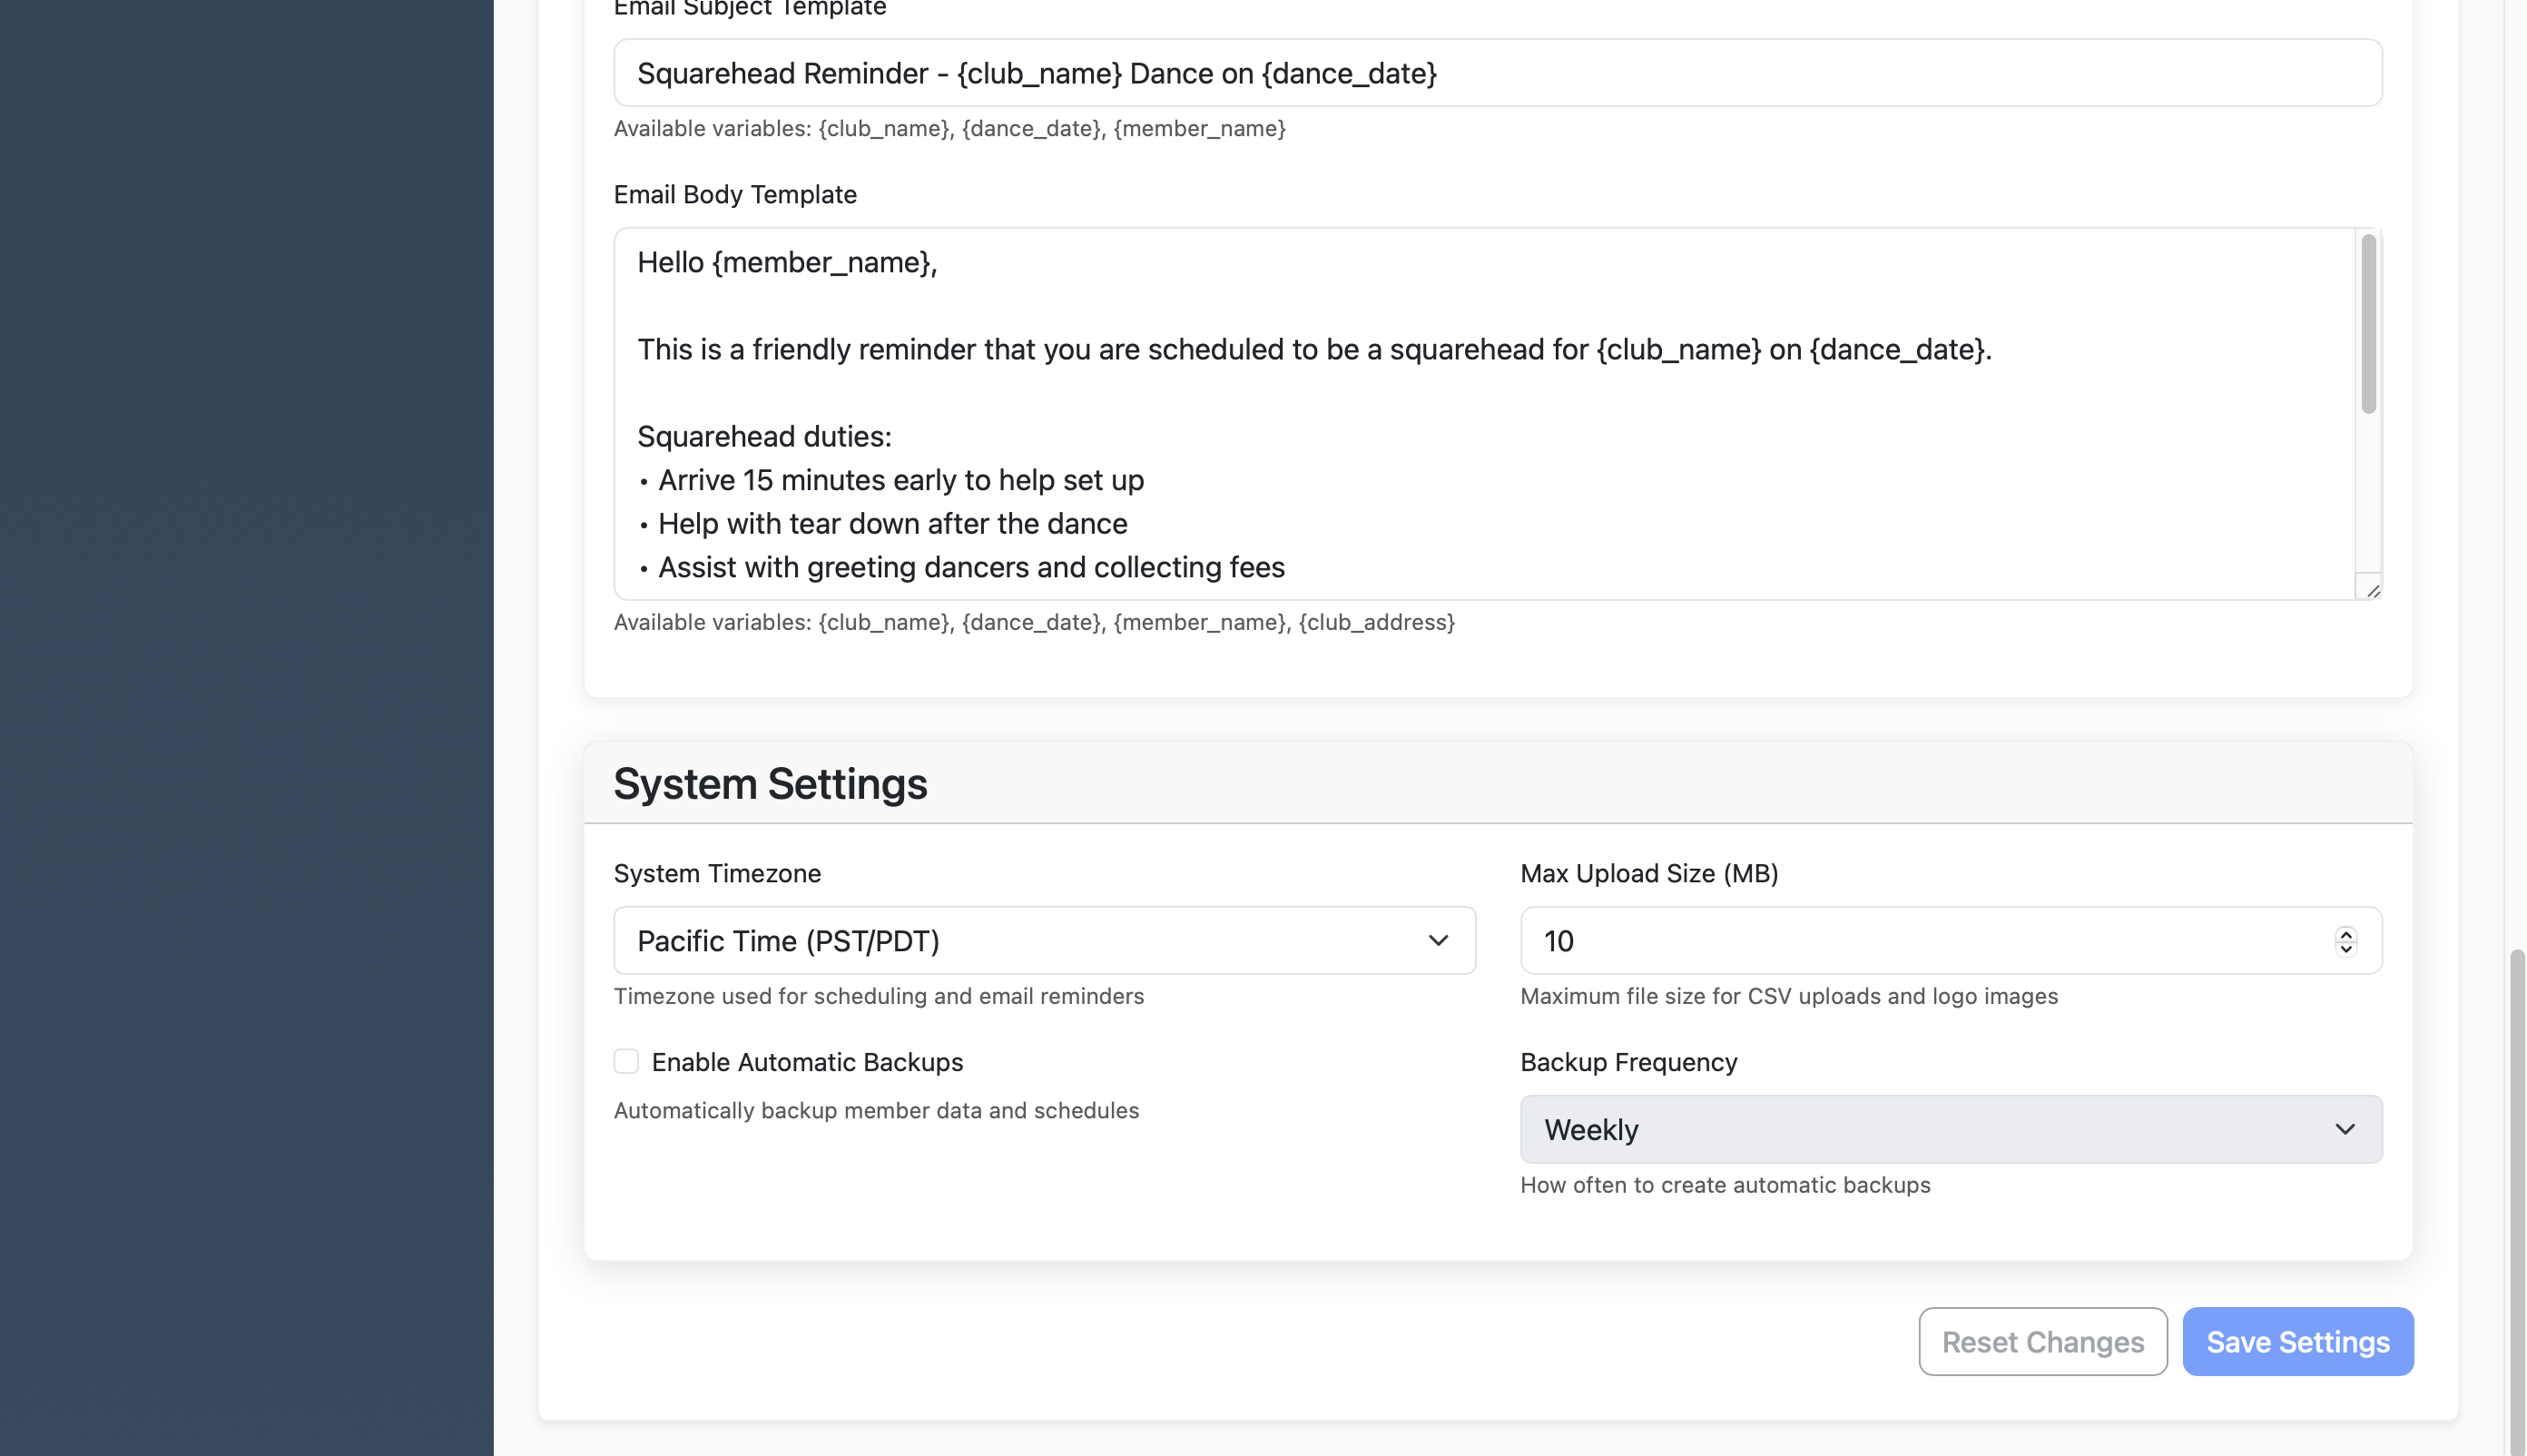 Email Subject Template
Squarehead Reminder - {club_name} Dance on {dance_date}
Available variables: {club_name}, {dance_date}, {member_name}
Email Body Template
Hello {member_name},
This is a friendly reminder that you are scheduled to be a squarehead for {club_name} on {dance_date}.
Squarehead duties:
• Arrive 15 minutes early to help set up
• Help with tear down after the dance
• Assist with greeting dancers and collecting fees
Available variables: {club_name}, {dance_date}, {member_name}, {club_address}
System Settings
System Timezone
Pacific Time (PST/PDT)
Timezone used for scheduling and email reminders
Max Upload Size (MB)
10
Maximum file size for CSV uploads and logo images
Enable Automatic Backups
Automatically backup member data and schedules
Backup Frequency
Weekly
How often to create automatic backups
Reset Changes
Save Settings